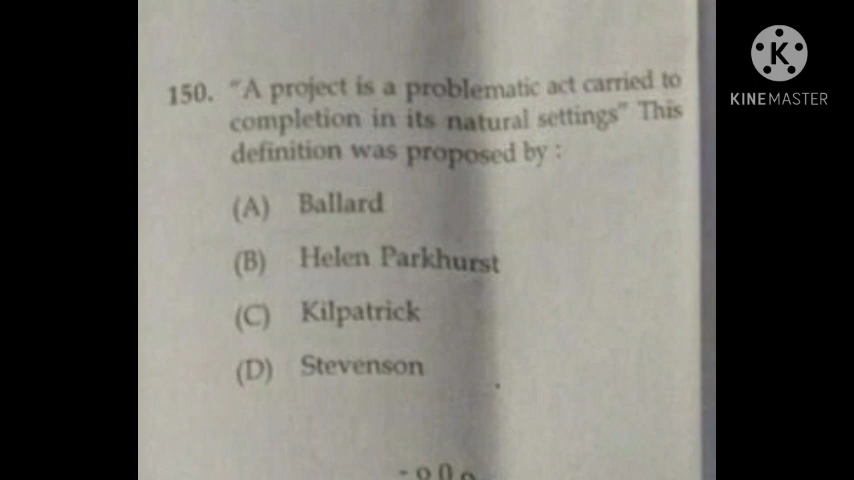 150. "A project is a problematic act carried to
completion in its natural settings" This
definition was proposed by :
(A) Ballard
(B) Helen Parkhurst
(C) Kilpatrick
(D) Stevenson
KINEMASTER